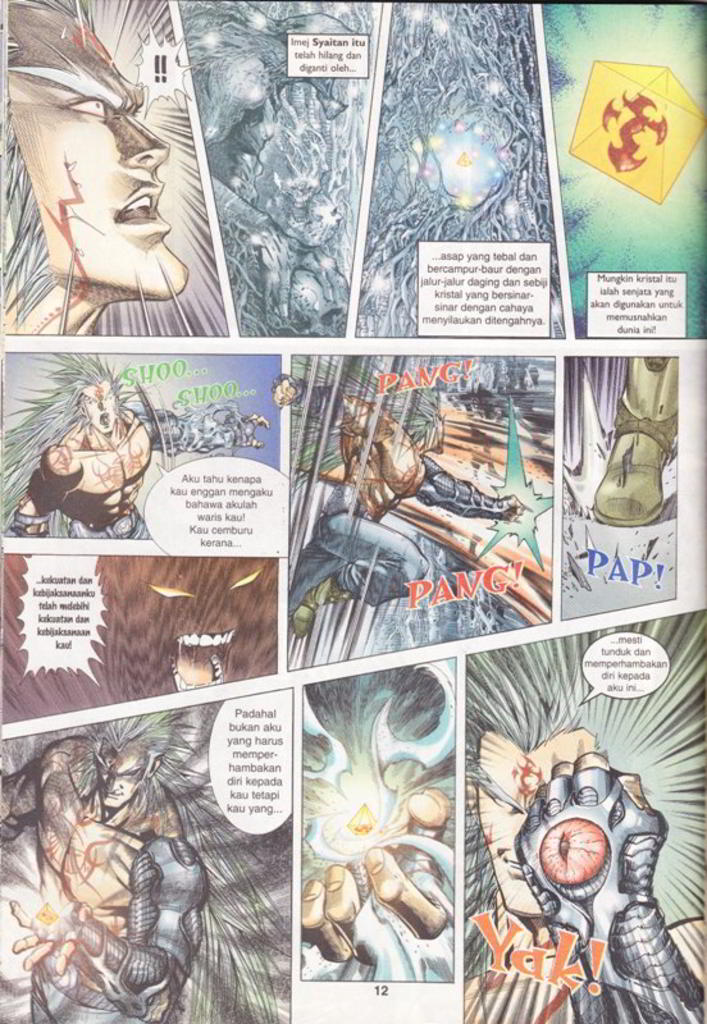 !!
Imej Syaitan itu
telah hilang dan
diganti oleh...
...asap yang tebal dan
bercampur-baur dengan
jalur-jalur daging dan sebiji
kristal yang bersinar-
sinar dengan cahaya
menyilaukan ditengahnya.
Mungkin kristal itu
ialah senjata yang
akan digunakan untuk
memusnahkan
dunia ini!
SHOO...
SHOO...
Aku tahu kenapa
kau enggan mengaku
bahawa akulah
waris kau!
Kau cemburu
kerana...
PANG!
PANG!
PAP!
..kekuatan dan
kebijaksanaanku
telah melebihi
kekuatan dan
kebijaksanaan
kau!
Padahal
bukan aku
yang harus
memper-
hambakan
diri kepada
kau tetapi
kau yang...
...mesti
tunduk dan
memperhambakan
diri kepada
aku ini...
Yak!
12